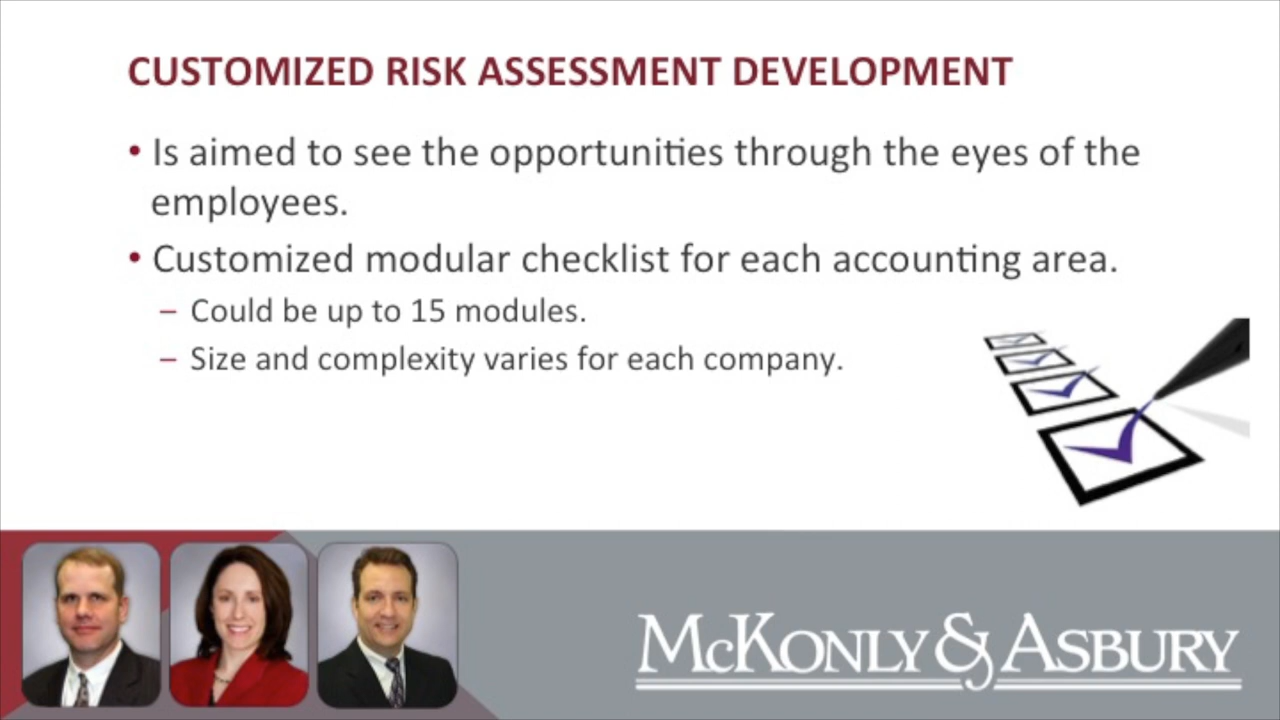 CUSTOMIZED RISK ASSESSMENT DEVELOPMENT
• Is aimed to see the opportunities through the eyes of the
employees.
• Customized modular checklist for each accounting area.
– Could be up to 15 modules.
– Size and complexity varies for each company.
McKonly & Asbury